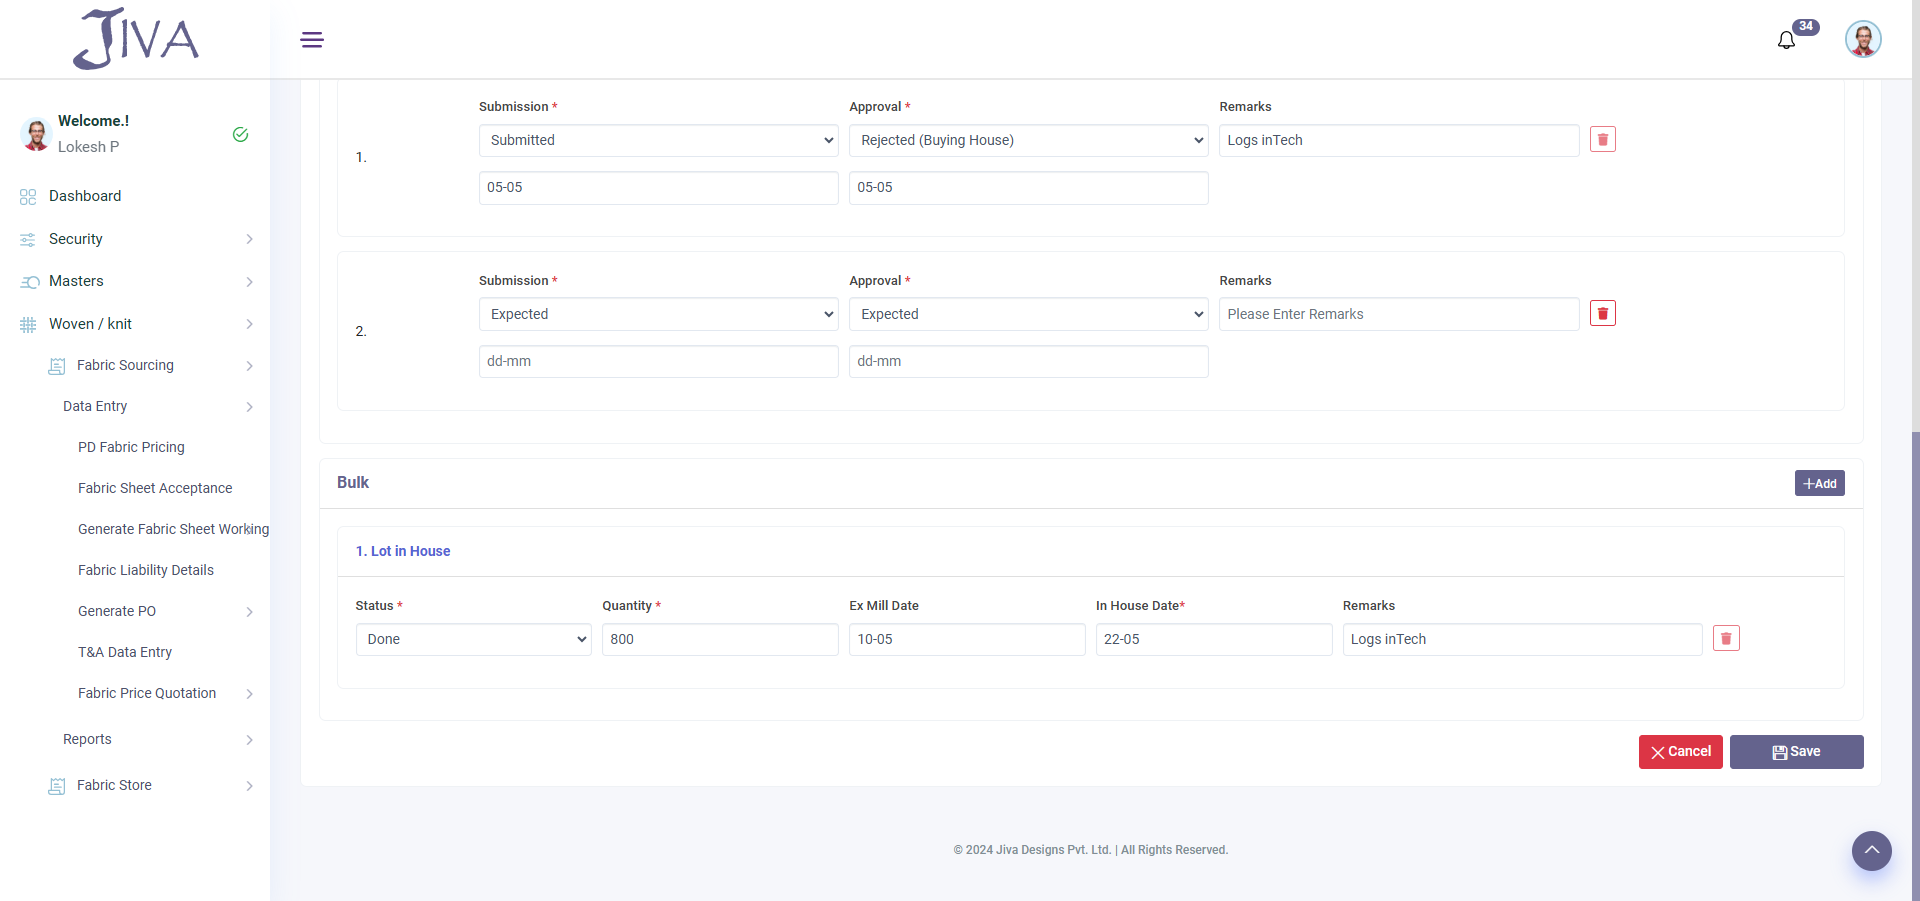 JIVA
34
Welcome.!
Lokesh P
Dashboard
Security
Masters
Woven / knit
Fabric Sourcing
Data Entry
PD Fabric Pricing
Fabric Sheet Acceptance
Generate Fabric Sheet Working
Fabric Liability Details
Generate PO
T&A Data Entry
Fabric Price Quotation
Reports
Fabric Store
Submission * Approval * Remarks
1. Submitted Rejected (Buying House) Logs inTech
05-05 05-05
Submission * Approval * Remarks
2. Expected Expected Please Enter Remarks
dd-mm dd-mm
Bulk +Add
1. Lot in House
Status * Quantity * Ex Mill Date In House Date* Remarks
Done 800 10-05 22-05 Logs inTech
Cancel Save
© 2024 Jiva Designs Pvt. Ltd. | All Rights Reserved.